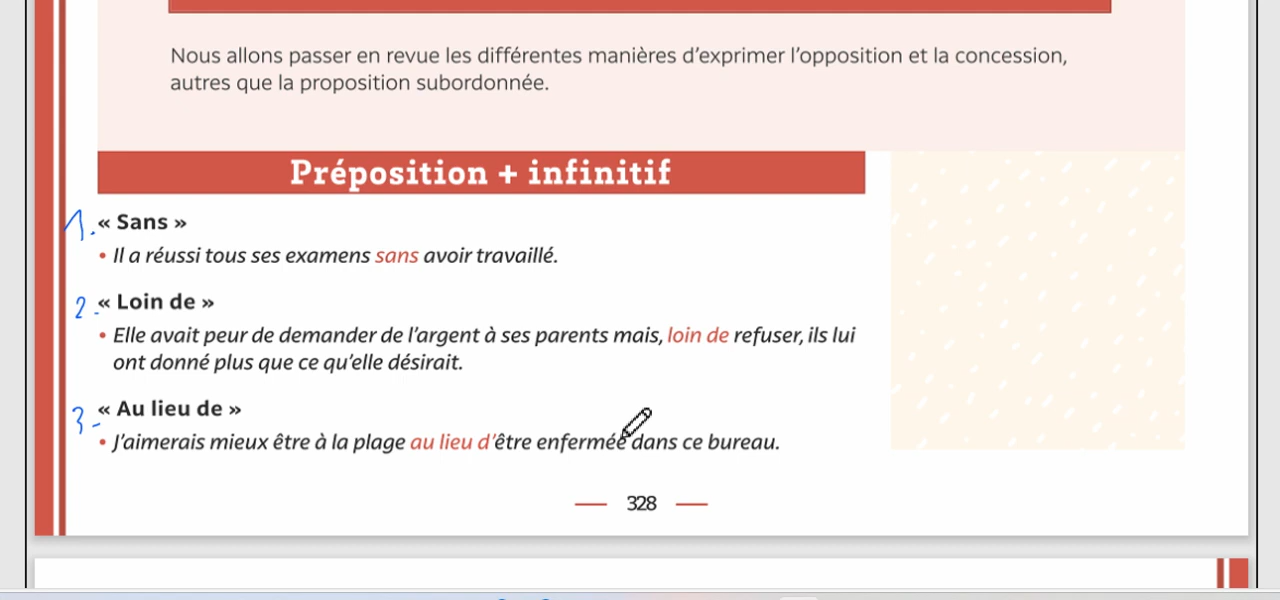 Nous allons passer en revue les différentes manières d’exprimer l’opposition et la concession,
autres que la proposition subordonnée.
Préposition + infinitif
1. « Sans »
• Il a réussi tous ses examens sans avoir travaillé.
2 - « Loin de »
• Elle avait peur de demander de l’argent à ses parents mais, loin de refuser, ils lui
ont donné plus que ce qu’elle désirait.
3 - « Au lieu de »
• J’aimerais mieux être à la plage au lieu d’être enfermée dans ce bureau.
328